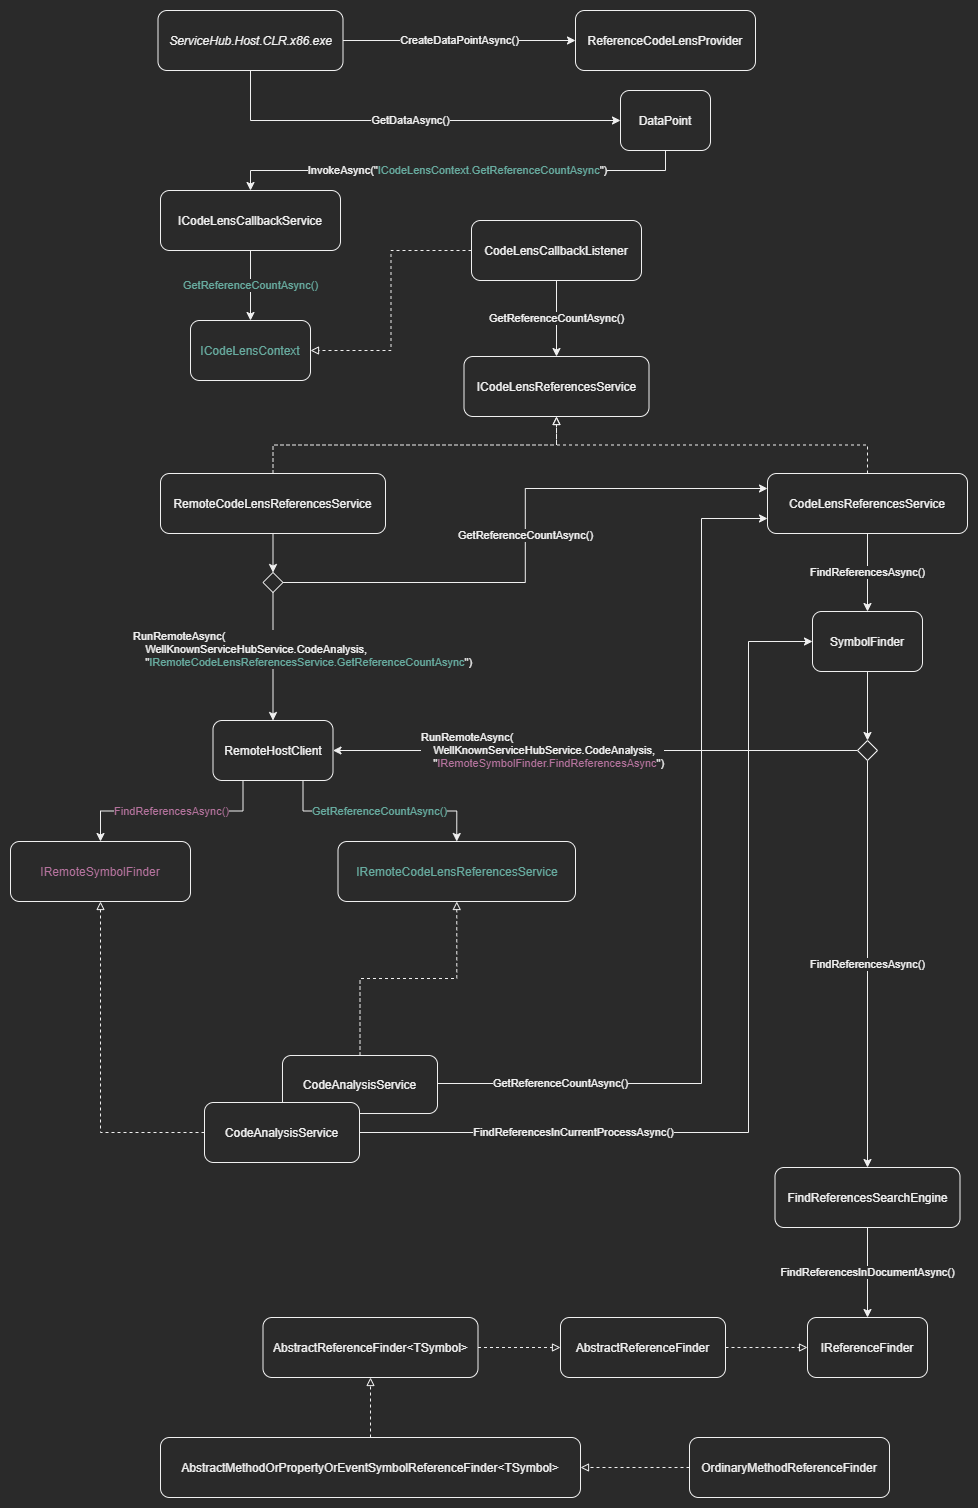 ServiceHub.Host.CLR.x86.exe
CreateDataPointAsync()
ReferenceCodeLensProvider
GetDataAsync()
DataPoint
InvokeAsync("ICodeLensContext.GetReferenceCountAsync")
ICodeLensCallbackService
CodeLensCallbackListener
GetReferenceCountAsync()
GetReferenceCountAsync()
ICodeLensContext
ICodeLensReferencesService
RemoteCodeLensReferencesService
CodeLensReferencesService
GetReferenceCountAsync()
FindReferencesAsync()
RunRemoteAsync(
WellKnownServiceHubService.CodeAnalysis,
"IRemoteCodeLensReferencesService.GetReferenceCountAsync")
SymbolFinder
RemoteHostClient
RunRemoteAsync(
WellKnownServiceHubService.CodeAnalysis,
"IRemoteSymbolFinder.FindReferencesAsync")
FindReferencesAsync()
GetReferenceCountAsync()
IRemoteSymbolFinder
IRemoteCodeLensReferencesService
FindReferencesAsync()
CodeAnalysisService
GetReferenceCountAsync()
CodeAnalysisService
FindReferencesInCurrentProcessAsync()
FindReferencesSearchEngine
FindReferencesInDocumentAsync()
AbstractReferenceFinder<TSymbol>
AbstractReferenceFinder
IReferenceFinder
AbstractMethodOrPropertyOrEventSymbolReferenceFinder<TSymbol>
OrdinaryMethodReferenceFinder